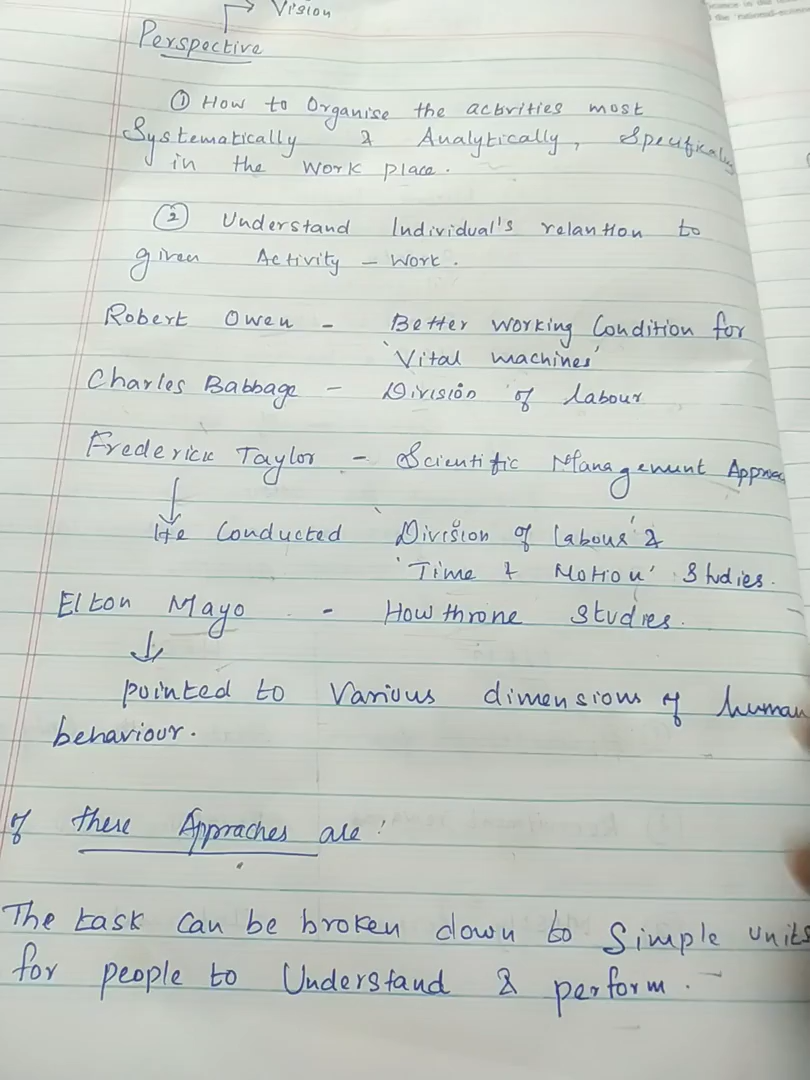 Vision
Perspective
① How to Organise the activities most
Systematically & Analytically, Specifically
in the work place.
② Understand Individual's relantion to
given Activity - Work.
Robert Owen - Better working Condition for
'Vital machines'
Charles Babbage - Division of labour
Frederick Taylor - Scientific Management
He Conducted Division of labour &
'Time & Motion' Studies.
Elton Mayo - Howthrone Studies.
pointed to Various dimensions of human
behaviour.
of these Appraches are:
The task can be broken down to Simple units
for people to Understand & perform.